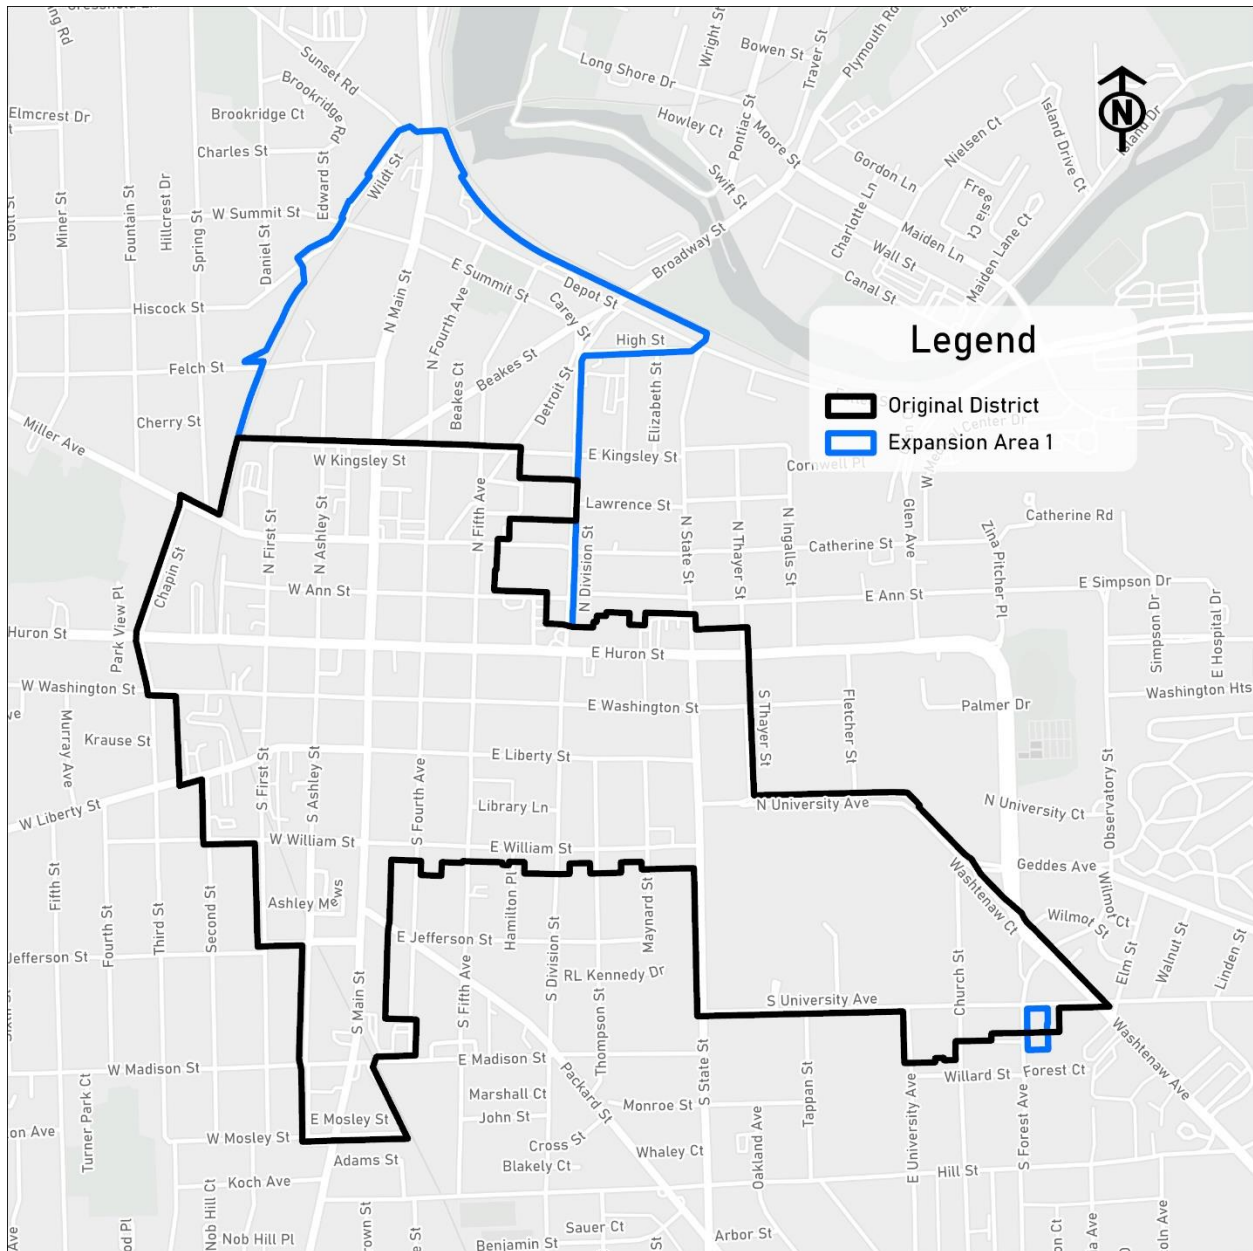 Sunset Rd
Bowen St
Wright St
Traver St
Plymouth Rd
Long Shore Dr
Brookridge Rd
Elmcrest Dr
Brookridge Ct
Howley Ct
Pontiac St
Moore St
N
Island Dr
Island Drive Ct
Nielsen Ct
Charles St
Wildt St
Gordon Ln
Swift St
Freesia Ct
Miner St
Fountain St
Hillcrest Dr
Spring St
Edward St
W Summit St
Daniel St
Charlotte Ln
Maiden Ln
Broadway St
Wall St
Maiden Lane Ct
E Summit St
Depot St
Canal St
N Main St
N Fourth Ave
Carey St
Hiscock St
High St
Legend
Felch St
Beakes St
Beakes Ct
Detroit St
Elizabeth St
Original District
Cherry St
Expansion Area 1
Miller Ave
W Kingsley St
E Kingsley St
Cornwell Pl
Lawrence St
N First St
N Ashley St
N Fifth Ave
N Division St
N State St
N Thayer St
N Ingalls St
Glen Ave
Catherine Rd
Zina Pitcher Pl
Catherine St
Chapin St
Park View Pl
W Ann St
E Ann St
E Simpson Dr
Simpson Dr
E Hospital Dr
Huron St
E Huron St
W Washington St
E Washington St
S Thayer St
Fletcher St
Palmer Dr
Washington Hts
Murray Ave
Krause St
E Liberty St
W Liberty St
S First St
S Ashley St
S Fourth Ave
Library Ln
N University Ave
N University Ct
Observatory St
W William St
E William St
Geddes Ave
Fifth St
Fourth St
Third St
Second St
Ashley Mews
Hamilton Pl
Maynard St
Washtenaw Ct
Wilmot St
Wilmot Ct
Elm St
Walnut St
Linden St
Jefferson St
E Jefferson St
S Main St
S Fifth Ave
S Division St
RL Kennedy Dr
Thompson St
S University Ave
Church St
Washtenaw Ave
W Madison St
E Madison St
Packard St
S State St
Willard St
Forest Ct
Turner Park Ct
Marshall Ct
John St
Monroe St
Tappan St
E University Ave
S Forest Ave
E Mosley St
W Mosley St
Cross St
Blakely Ct
Whaley Ct
Oakland Ave
Hill St
Adams St
Koch Ave
Nob Hill Ct
Nob Hill Pl
Sauer Ct
Benjamin St
Arbor St